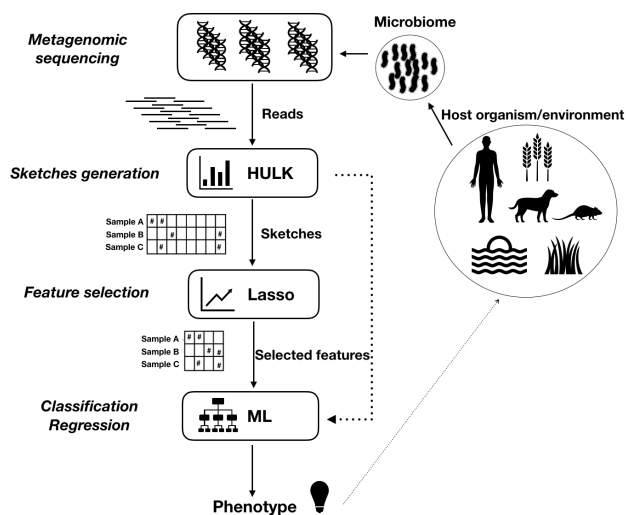 Metagenomic
sequencing
Microbiome
Reads
Host organism/environment
Sketches generation
HULK
Sample A # #
Sample B # #
Sample C # #
Sketches
Feature selection
Lasso
Sample A # #
Sample B # #
Sample C # #
Selected features
Classification
Regression
ML
Phenotype